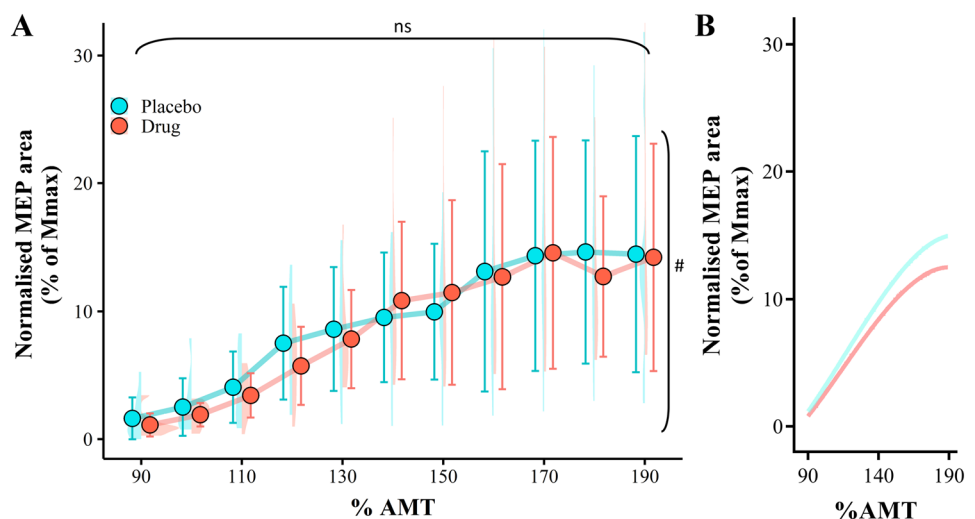 A
ns
30
20
10
0
Placebo
Drug
Normalised MEP area
(% of Mmax)
#
90
110
130
150
170
190
% AMT
B
30
20
10
0
Normalised MEP area
(%of Mmax)
90
140
190
%AMT